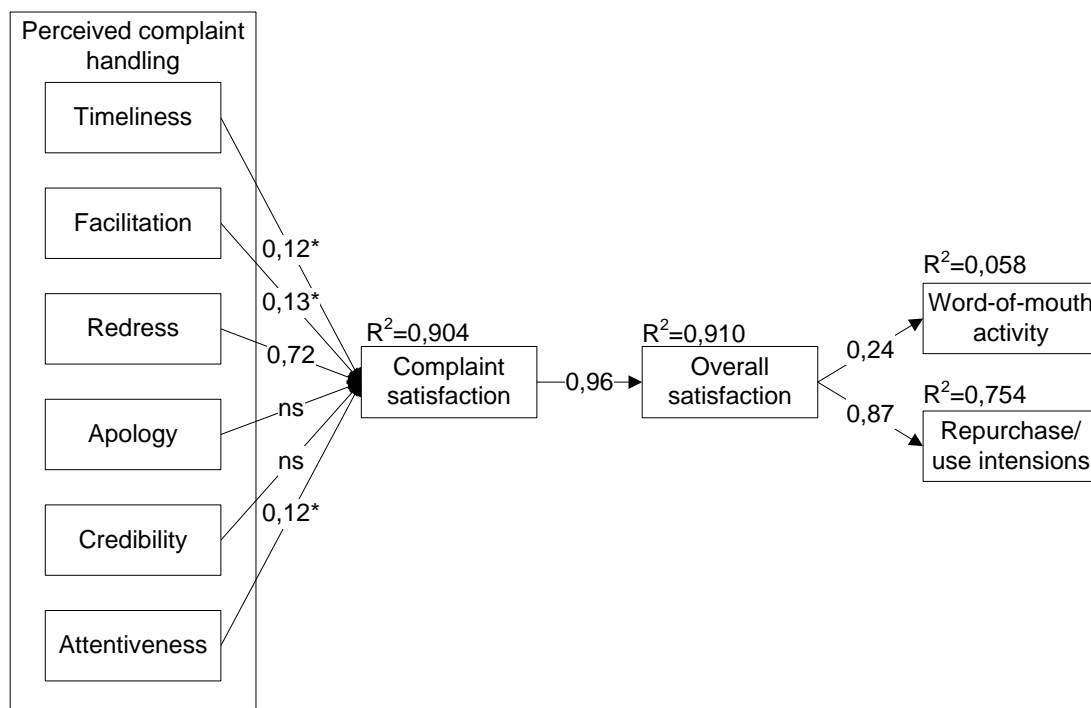 Perceived complaint
handling
Timeliness
Facilitation
Redress
Apology
Credibility
Attentiveness
0,12*
0,13*
0,72
ns
ns
0,12*
R²=0,904
Complaint
satisfaction
0,96
R²=0,910
Overall
satisfaction
0,24
0,87
R²=0,058
Word-of-mouth
activity
R²=0,754
Repurchase/
use intensions